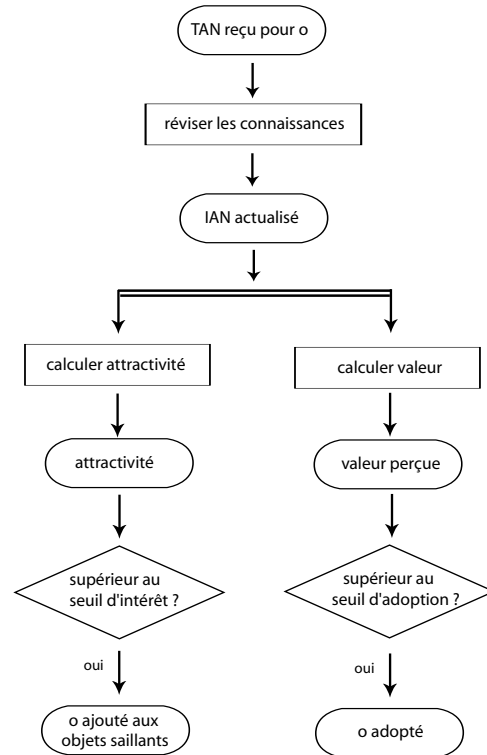 TAN reçu pour o
réviser les connaissances
IAN actualisé
calculer attractivité
calculer valeur
attractivité
valeur perçue
supérieur au
seuil d'intérêt ?
supérieur au
seuil d'adoption ?
oui
oui
o ajouté aux
objets saillants
o adopté